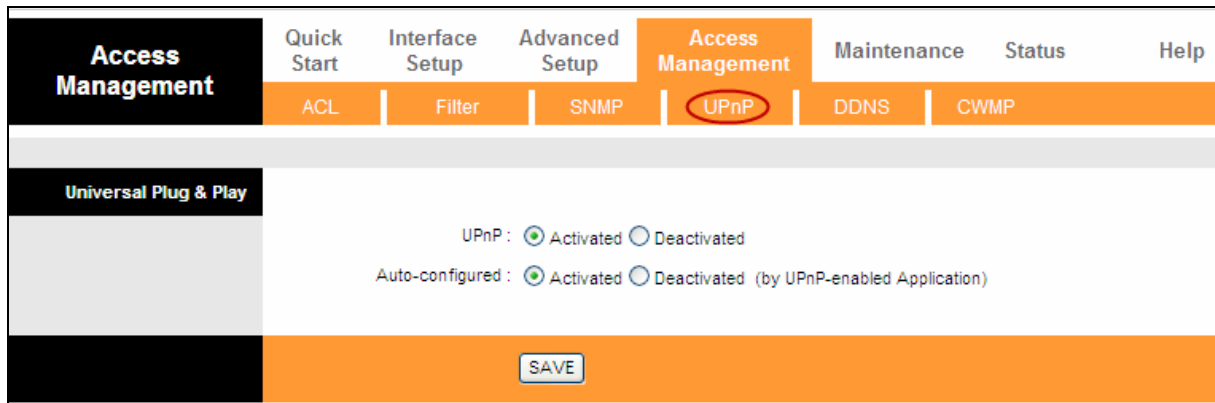 Access Management
Quick Start
Interface Setup
Advanced Setup
Access Management
Maintenance
Status
Help
ACL
Filter
SNMP
UPnP
DDNS
CWMP
Universal Plug & Play
UPnP : Activated Deactivated
Auto-configured : Activated Deactivated (by UPnP-enabled Application)
SAVE